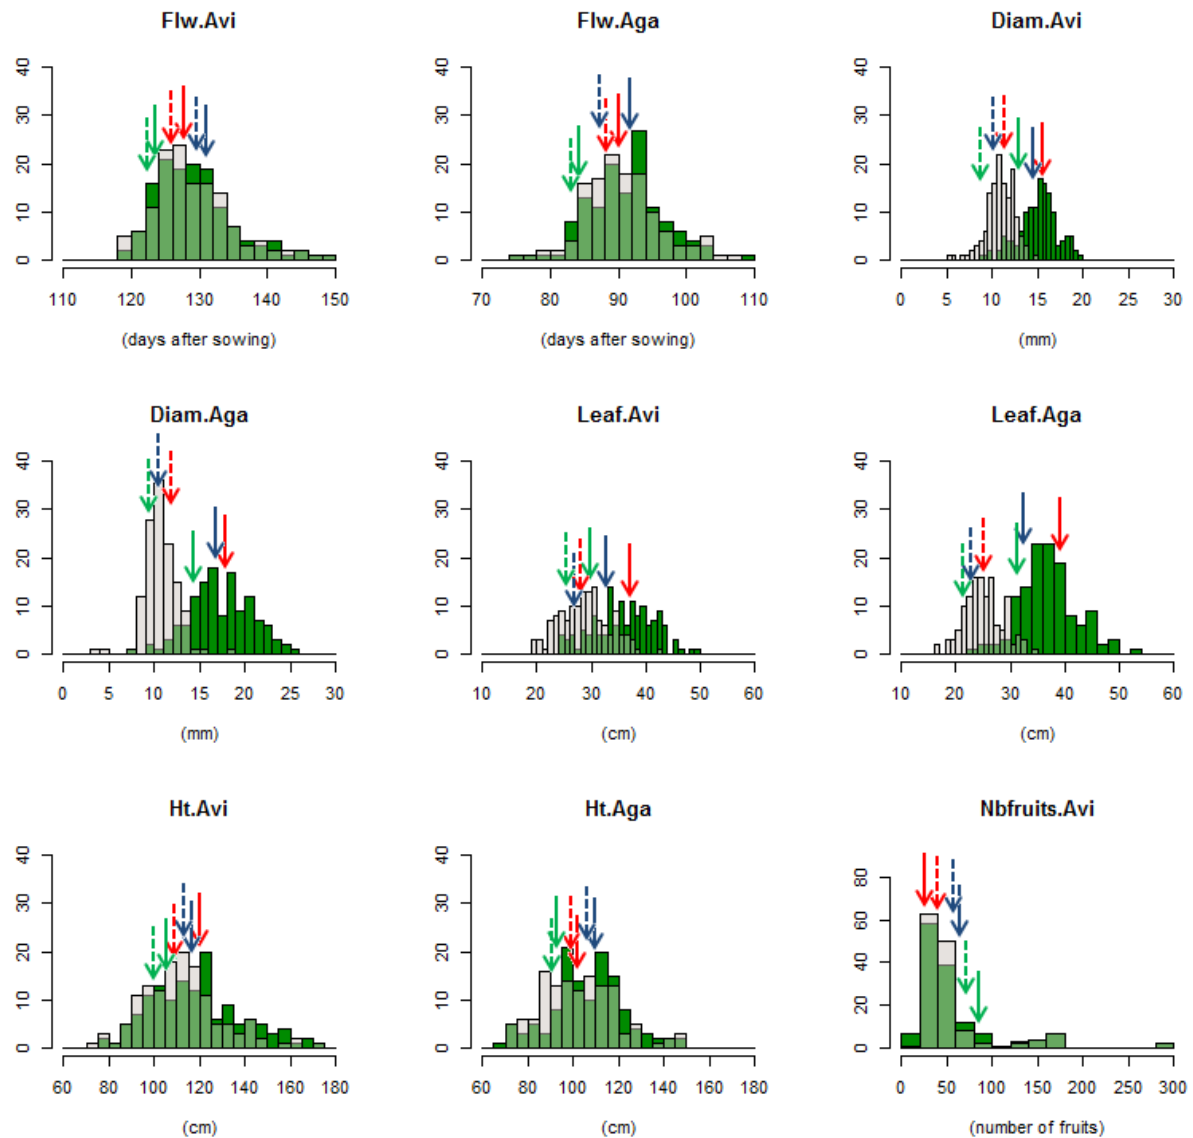 Flw.Avi Flw.Aga Diam.Avi
40 40 40
30 30 30
20 20 20
10 10 10
0 0 0
110 120 130 140 150 70 80 90 100 110 0 5 10 15 20 25 30
(days after sowing) (days after sowing) (mm)
Diam.Aga Leaf.Avi Leaf.Aga
40 40 40
30 30 30
20 20 20
10 10 10
0 0 0
0 5 10 15 20 25 30 10 20 30 40 50 60 10 20 30 40 50 60
(mm) (cm) (cm)
Ht.Avi Ht.Aga Nbfruits.Avi
40 40 80
30 30 60
20 20 40
10 10 20
0 0 0
60 80 100 120 140 160 180 60 80 100 120 140 160 180 0 50 100 150 200 250 300
(cm) (cm) (number of fruits)